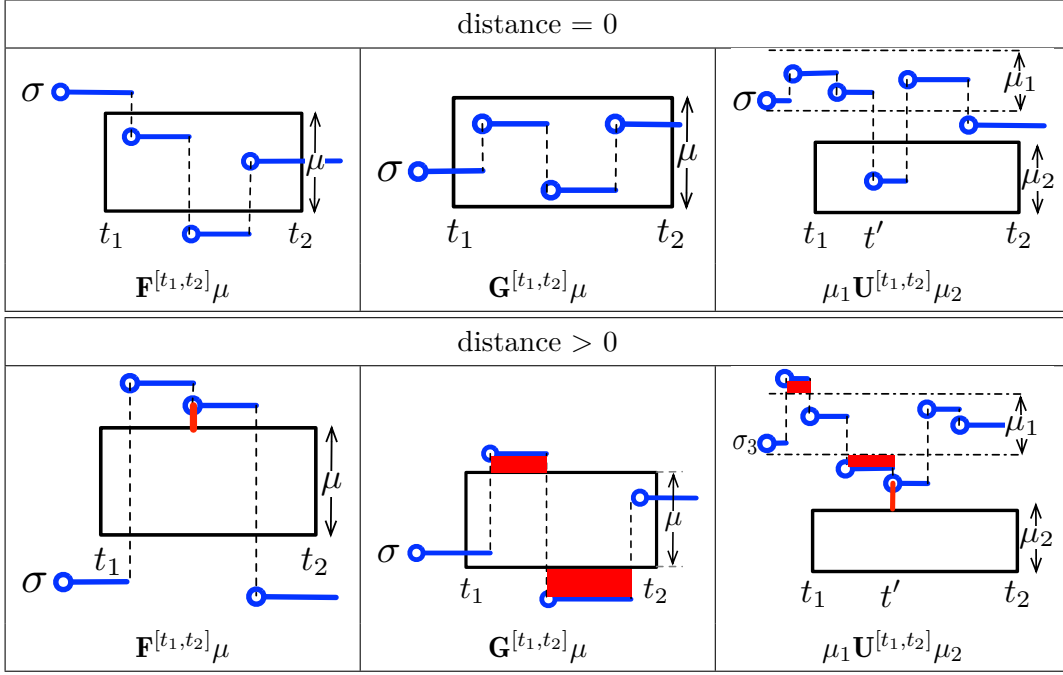 distance = 0
σ μ t₁ t₂
σ μ t₁ t₂
σ μ₁ μ₂ t₁ t′ t₂
𝐅^[t₁,t₂]μ
𝐆^[t₁,t₂]μ
μ₁𝐔^[t₁,t₂]μ₂
distance > 0
σ μ t₁ t₂
σ μ t₁ t₂
σ₃ μ₁ μ₂ t₁ t′ t₂
𝐅^[t₁,t₂]μ
𝐆^[t₁,t₂]μ
μ₁𝐔^[t₁,t₂]μ₂